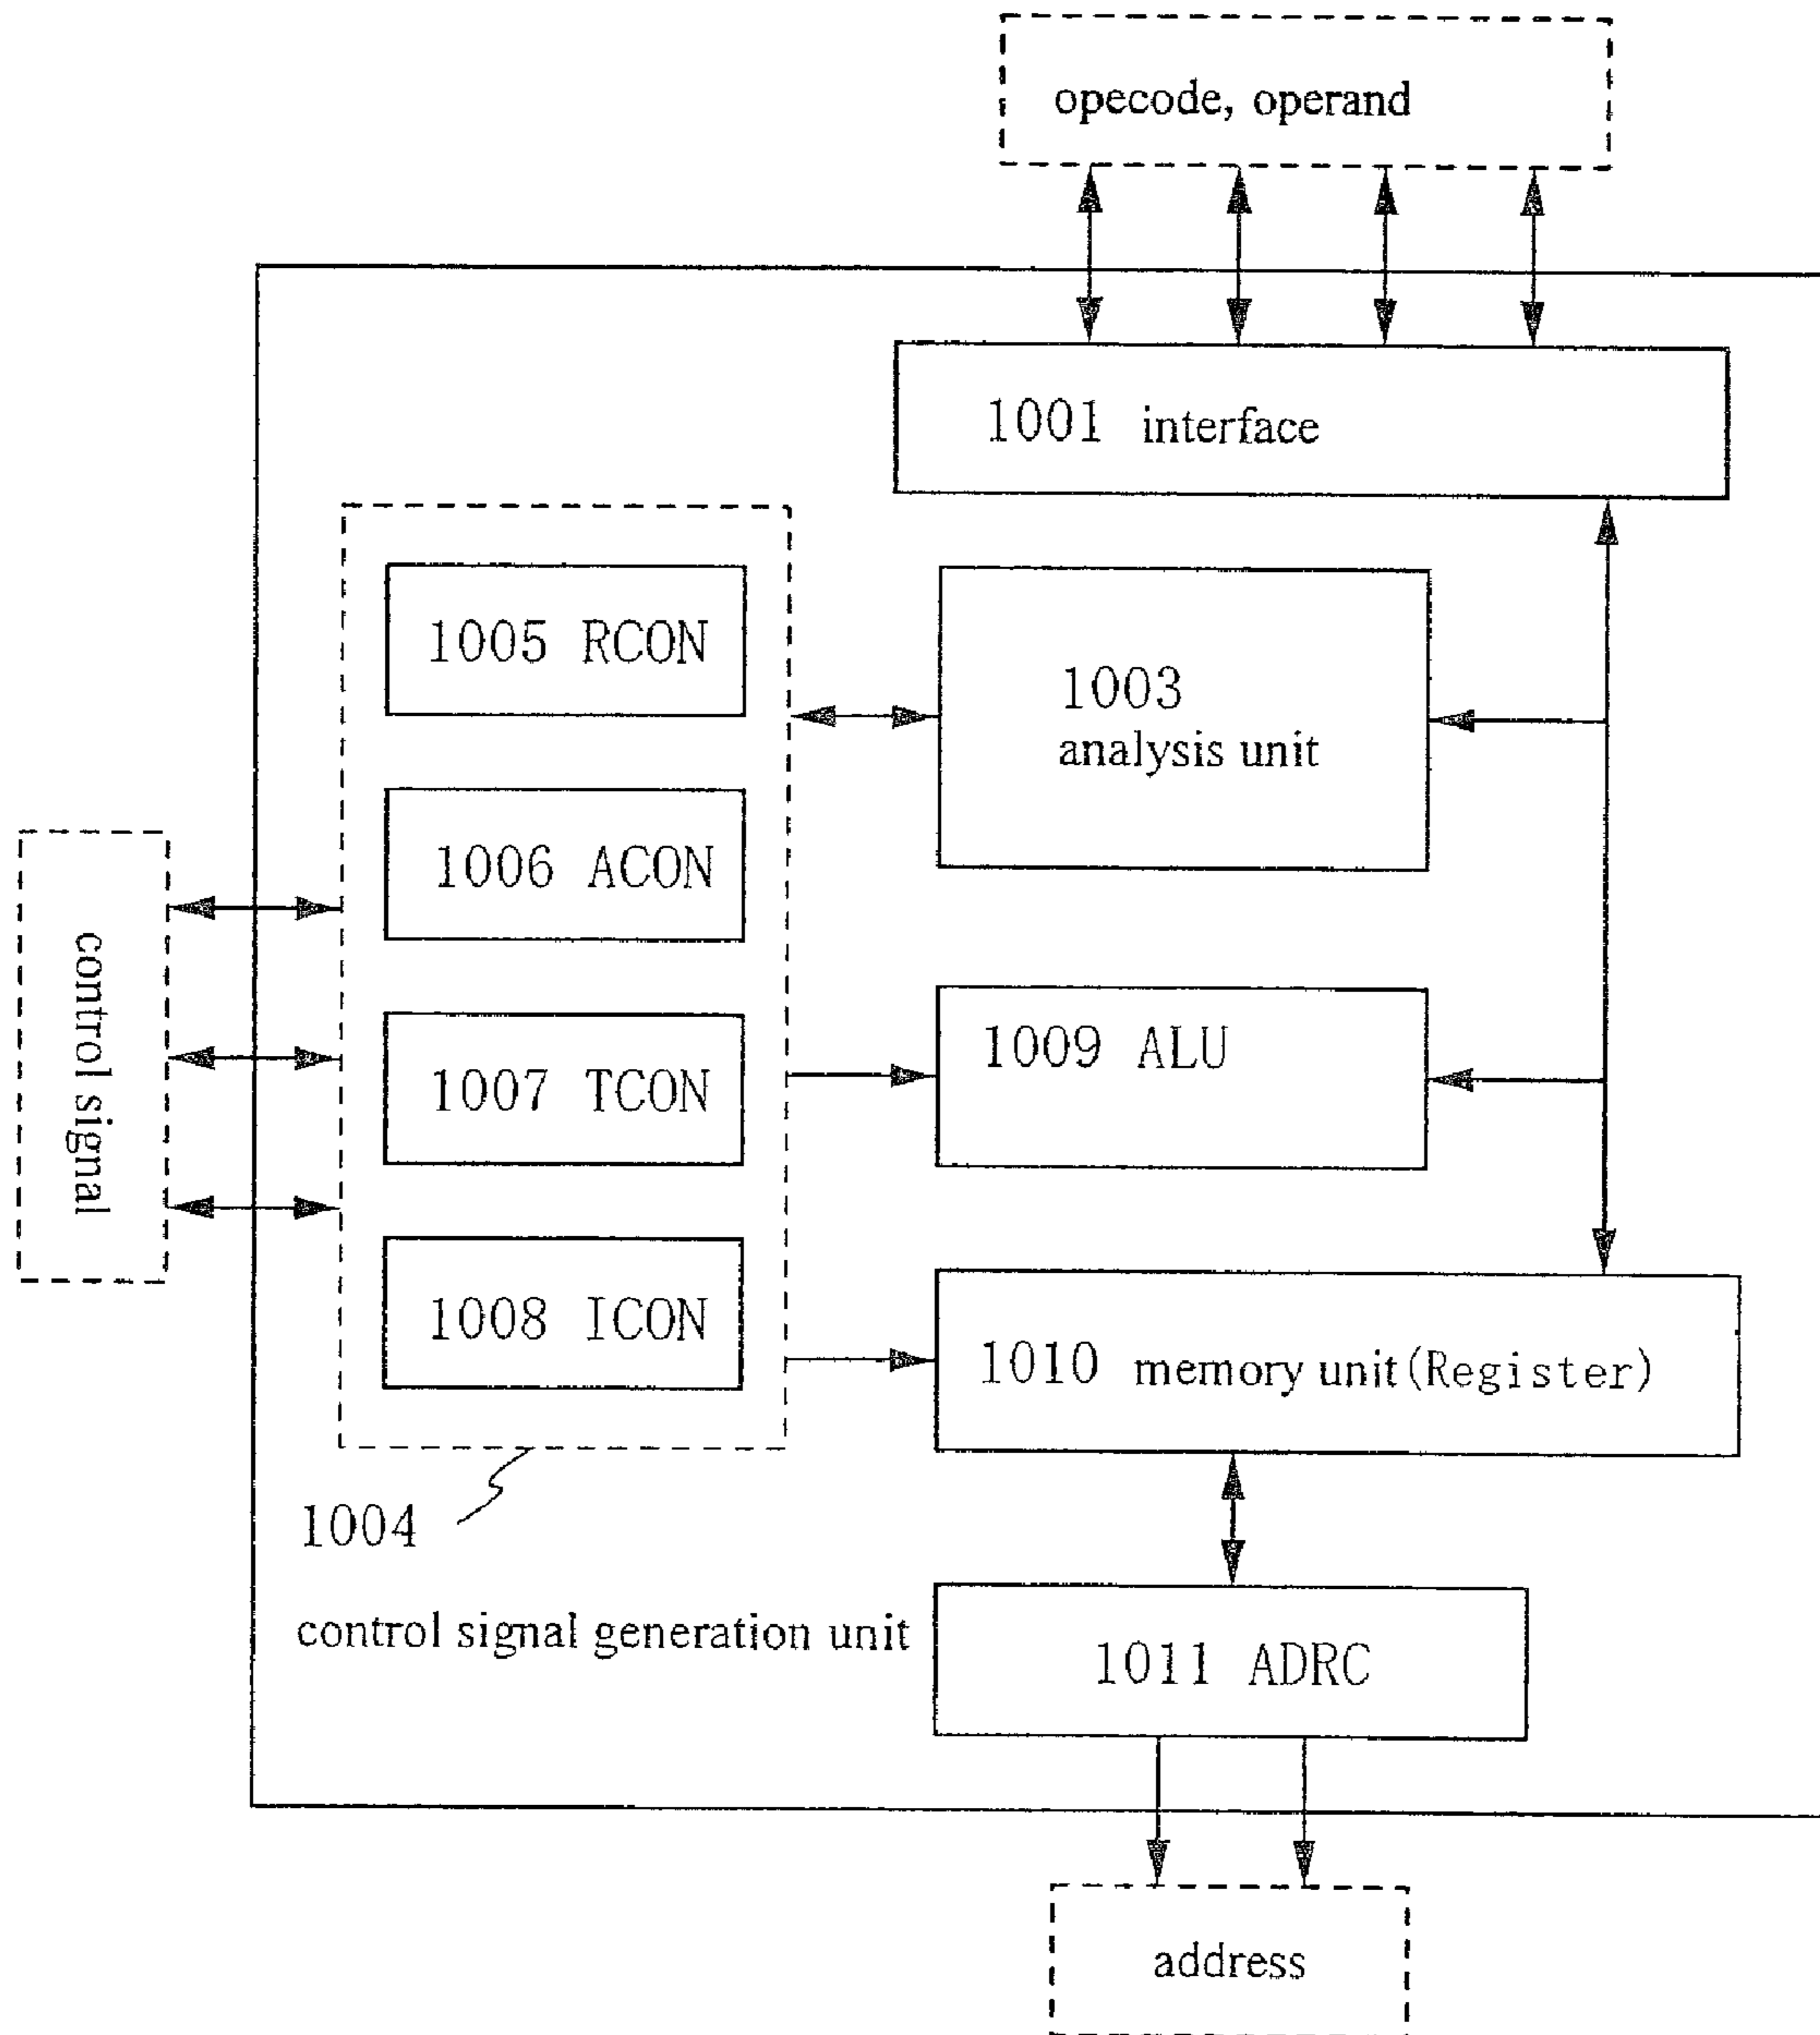 opecode, operand
1001 interface
1005 RCON
1003
analysis unit
1006 ACON
control signal
1009 ALU
1007 TCON
1008 ICON
1010 memory unit(Register)
1004
control signal generation unit
1011 ADRC
address